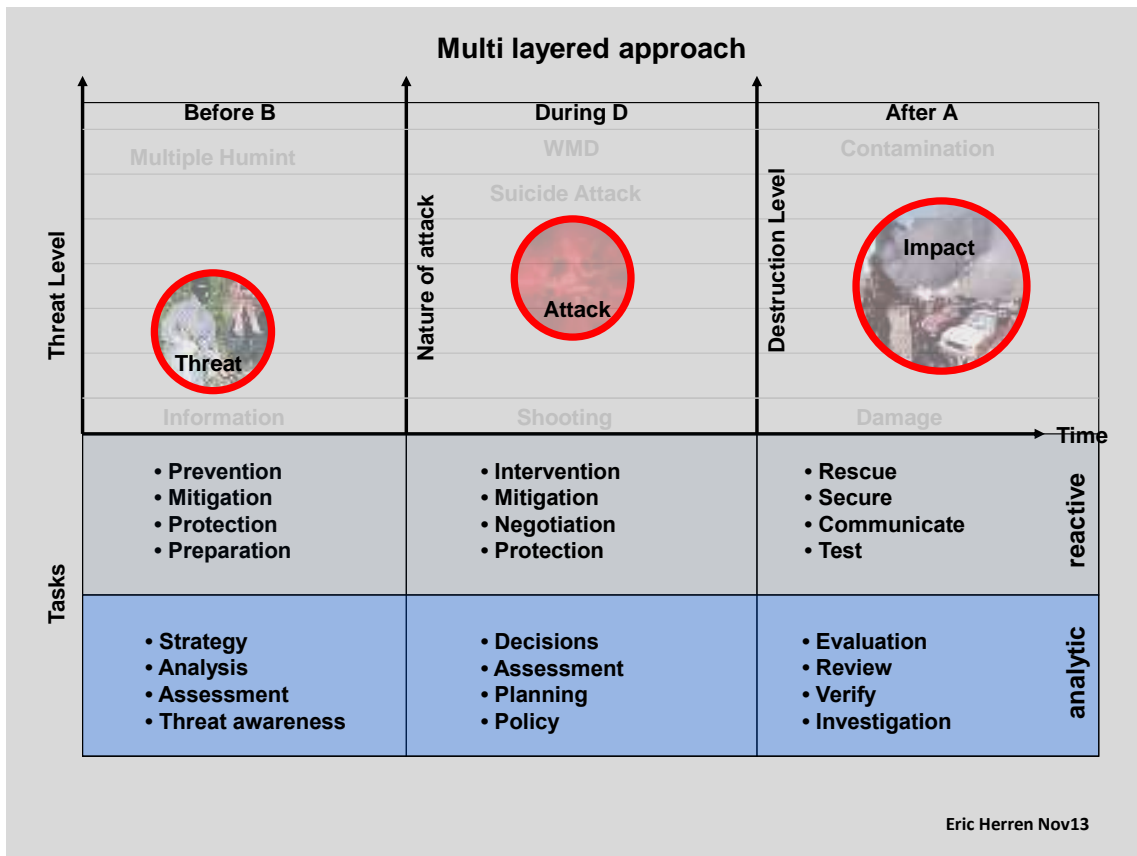 Multi layered approach
Before B
During D
After A
Multiple Humint
WMD
Contamination
Suicide Attack
Threat Level
Nature of attack
Destruction Level
Threat
Attack
Impact
Information
Shooting
Damage
Time
Tasks
• Prevention
• Mitigation
• Protection
• Preparation
• Intervention
• Mitigation
• Negotiation
• Protection
• Rescue
• Secure
• Communicate
• Test
reactive
• Strategy
• Analysis
• Assessment
• Threat awareness
• Decisions
• Assessment
• Planning
• Policy
• Evaluation
• Review
• Verify
• Investigation
analytic
Eric Herren Nov13